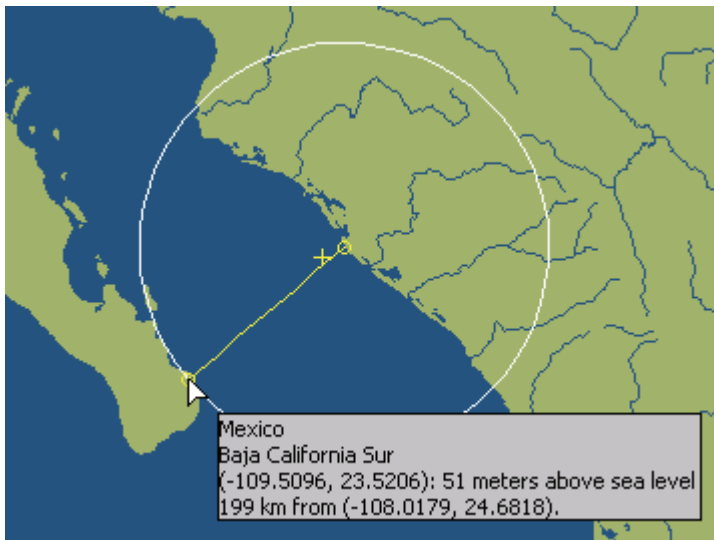 Mexico
Baja California Sur
(-109.5096, 23.5206): 51 meters above sea level
199 km from (-108.0179, 24.6818).